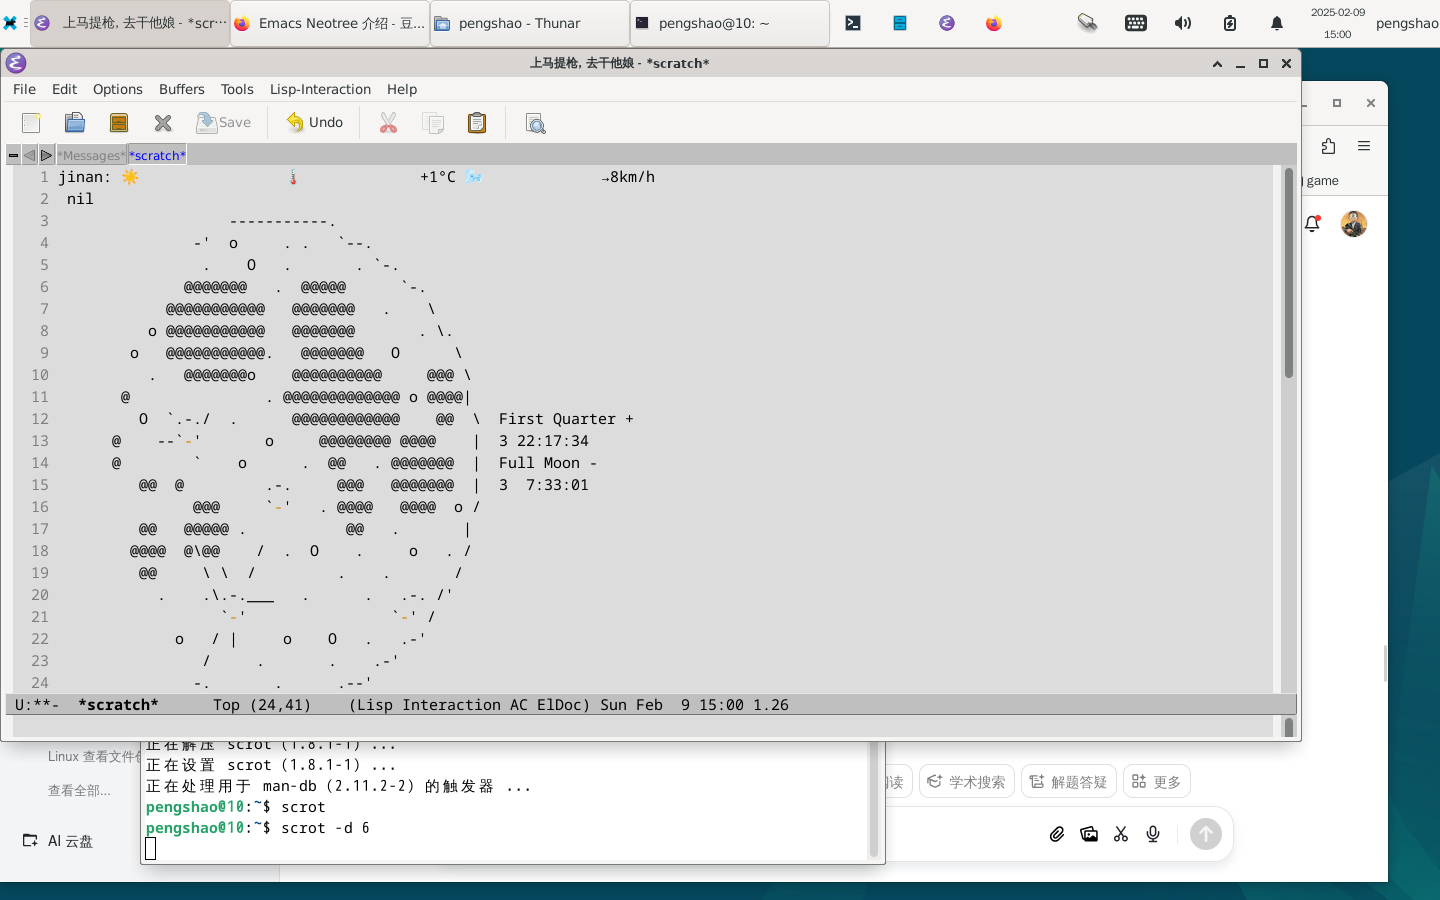 上马提枪, 去干他娘 - *scr···
Emacs Neotree 介绍 - 豆...
pengshao - Thunar
pengshao@10: ~
2025-02-09
15:00
pengshao
上马提枪, 去干他娘 - *scratch*
File Edit Options Buffers Tools Lisp-Interaction Help
Save Undo
*Messages* *scratch*
1 jinan: ☀️ 🌡️ +1°C 🌬️ →8km/h
2  nil
3                    -----------.
4                -'  o     . .   `--.
5                 .    O   .       . `-.
6               @@@@@@@   .  @@@@@      `-.
7             @@@@@@@@@@@   @@@@@@@   .    \
8           o @@@@@@@@@@@   @@@@@@@       . \.
9         o   @@@@@@@@@@@.   @@@@@@@   O      \
10           .   @@@@@@@o    @@@@@@@@@@     @@@ \
11        @               . @@@@@@@@@@@@@ o @@@@|
12          O  `.-./  .      @@@@@@@@@@@@    @@  \  First Quarter +
13       @    --`-'       o     @@@@@@@@ @@@@    |  3 22:17:34
14       @        `    o      .  @@   . @@@@@@@  |  Full Moon -
15          @@  @         .-.     @@@   @@@@@@@  |  3  7:33:01
16                @@@     `-'   . @@@@   @@@@  o /
17          @@   @@@@@ .           @@   .       |
18         @@@@  @\@@    /  .  O    .     o   . /
19          @@     \ \  /         .    .       /
20            .    .\.-.___   .      .   .-. /'
21                   `-'                `-' /
22              o   / |     o    O   .   .-'
23                 /     .       .    .-'
24                -.       .      .--'
U:**-  *scratch*      Top (24,41)    (Lisp Interaction AC ElDoc) Sun Feb  9 15:00 1.26
game
Linux 查看文件
查看全部...
AI 云盘
正在解压 scrot (1.8.1-1) ...
正在设置 scrot (1.8.1-1) ...
正在处理用于 man-db (2.11.2-2) 的触发器 ...
pengshao@10:~$ scrot
pengshao@10:~$ scrot -d 6
阅读 学术搜索 解题答疑 更多